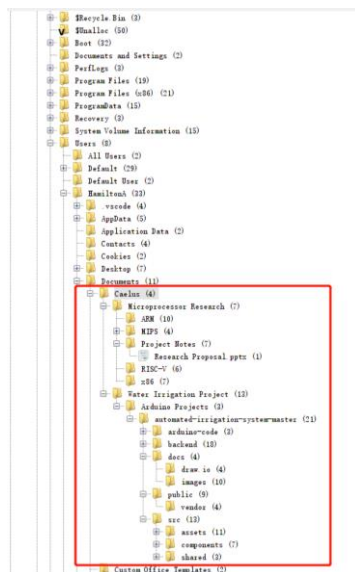 $Recycle Bin (3)
$Unalloc (50)
Boot (32)
Documents and Settings (2)
PerfLogs (3)
Program Files (19)
Program Files (x86) (21)
ProgramData (15)
Recovery (3)
System Volume Information (15)
Users (8)
All Users (2)
Default (29)
Default User (2)
HamiltonA (33)
.vscode (4)
AppData (5)
Application Data (2)
Contacts (4)
Cookies (2)
Desktop (7)
Documents (11)
Caelus (4)
Microprocessor Research (7)
ARM (10)
MIPS (4)
Project Notes (7)
Research Proposal.pptx (1)
RISC-V (6)
x86 (7)
Water Irrigation Project (13)
Arduino Projects (3)
automated-irrigation-system-master (21)
arduino-code (3)
backend (18)
docs (4)
draw.io (4)
images (10)
public (9)
vendor (4)
src (13)
assets (11)
components (7)
shared (3)
Custom Office Templates (2)